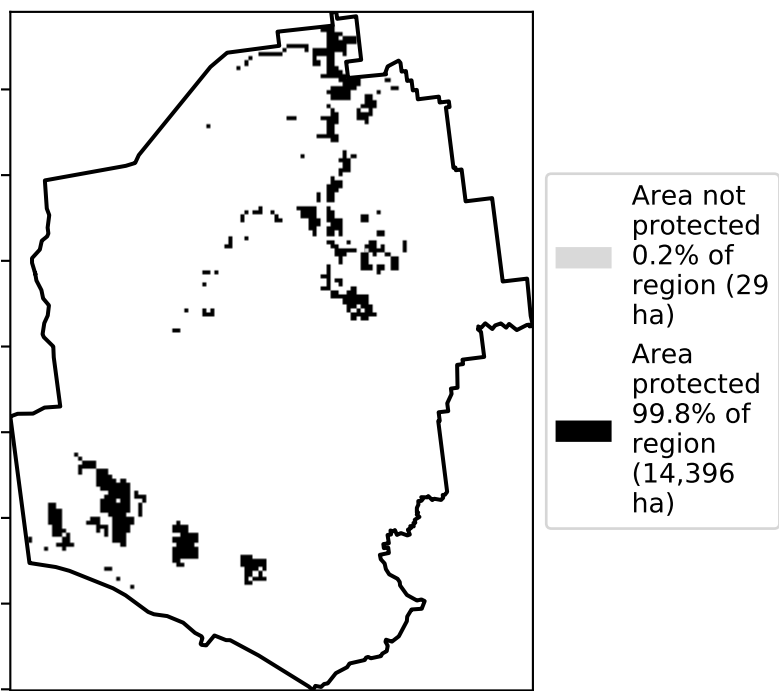 Area not
protected
0.2% of
region (29
ha)
Area
protected
99.8% of
region
(14,396
ha)